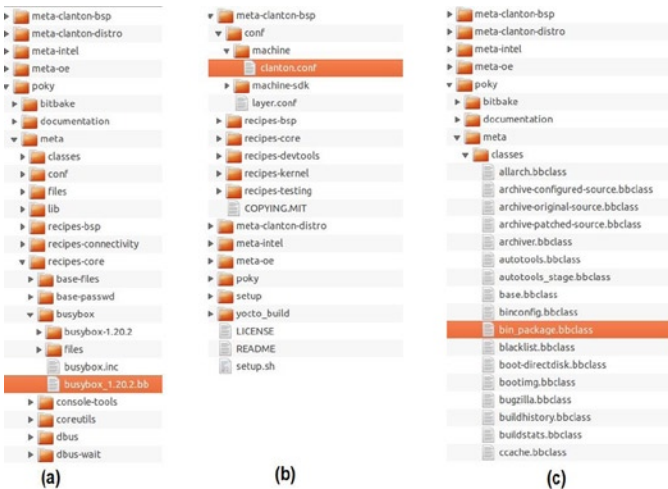 meta-clanton-bsp
meta-clanton-distro
meta-intel
meta-oe
poky
bitbake
documentation
meta
classes
conf
files
lib
recipes-bsp
recipes-connectivity
recipes-core
base-files
base-passwd
busybox
busybox-1.20.2
files
busybox.inc
busybox_1.20.2.bb
console-tools
coreutils
dbus
dbus-wait
(a)
meta-clanton-bsp
conf
machine
clanton.conf
machine-sdk
layer.conf
recipes-bsp
recipes-core
recipes-devtools
recipes-kernel
recipes-testing
COPYING.MIT
meta-clanton-distro
meta-intel
meta-oe
poky
setup
yocto_build
LICENSE
README
setup.sh
(b)
meta-clanton-bsp
meta-clanton-distro
meta-intel
meta-oe
poky
bitbake
documentation
meta
classes
allarch.bbclass
archive-configured-source.bbclass
archive-original-source.bbclass
archive-patched-source.bbclass
archiver.bbclass
autotools.bbclass
autotools_stage.bbclass
base.bbclass
binconfig.bbclass
bin_package.bbclass
blacklist.bbclass
boot-directdisk.bbclass
bootimg.bbclass
bugzilla.bbclass
buildhistory.bbclass
buildstats.bbclass
ccache.bbclass
(c)